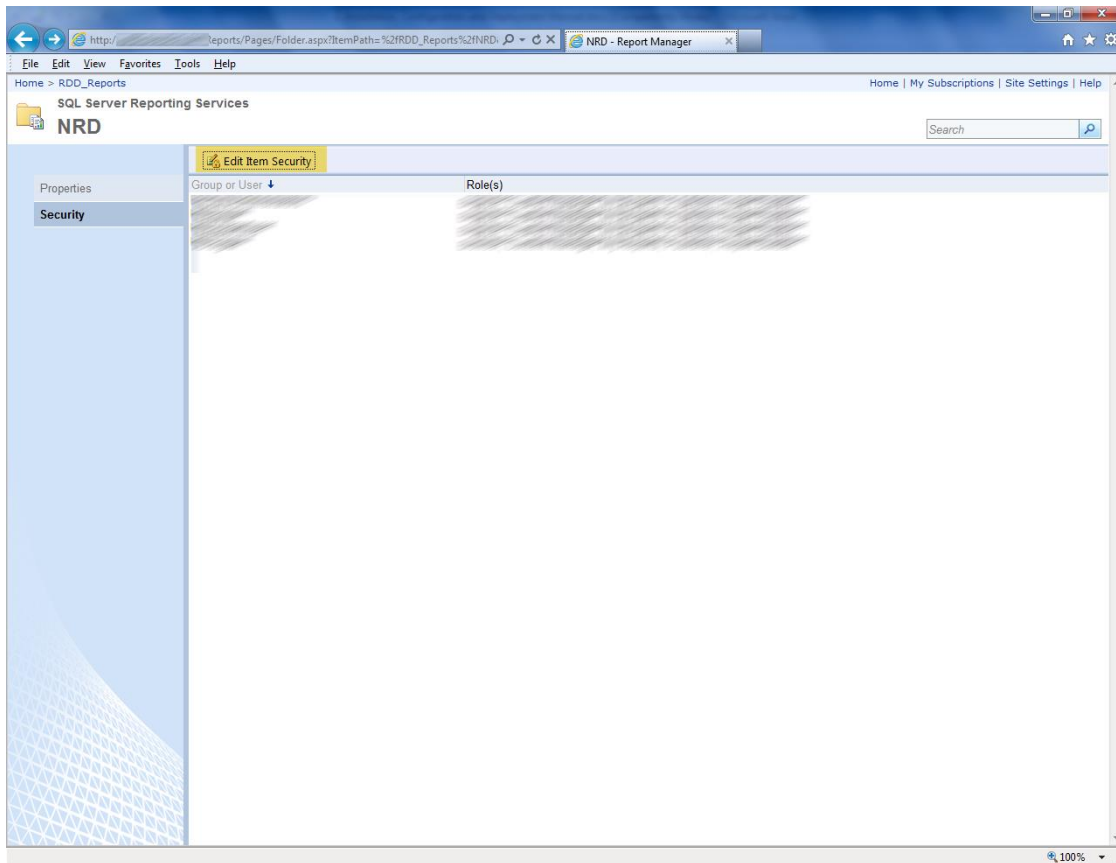 http:/ Reports/Pages/Folder.aspx?ItemPath=%2fRDD_Reports%2fNRD NRD - Report Manager
File Edit View Favorites Tools Help
Home > RDD_Reports Home | My Subscriptions | Site Settings | Help
SQL Server Reporting Services
NRD
Search
Edit Item Security
Properties
Group or User Role(s)
Security
100%